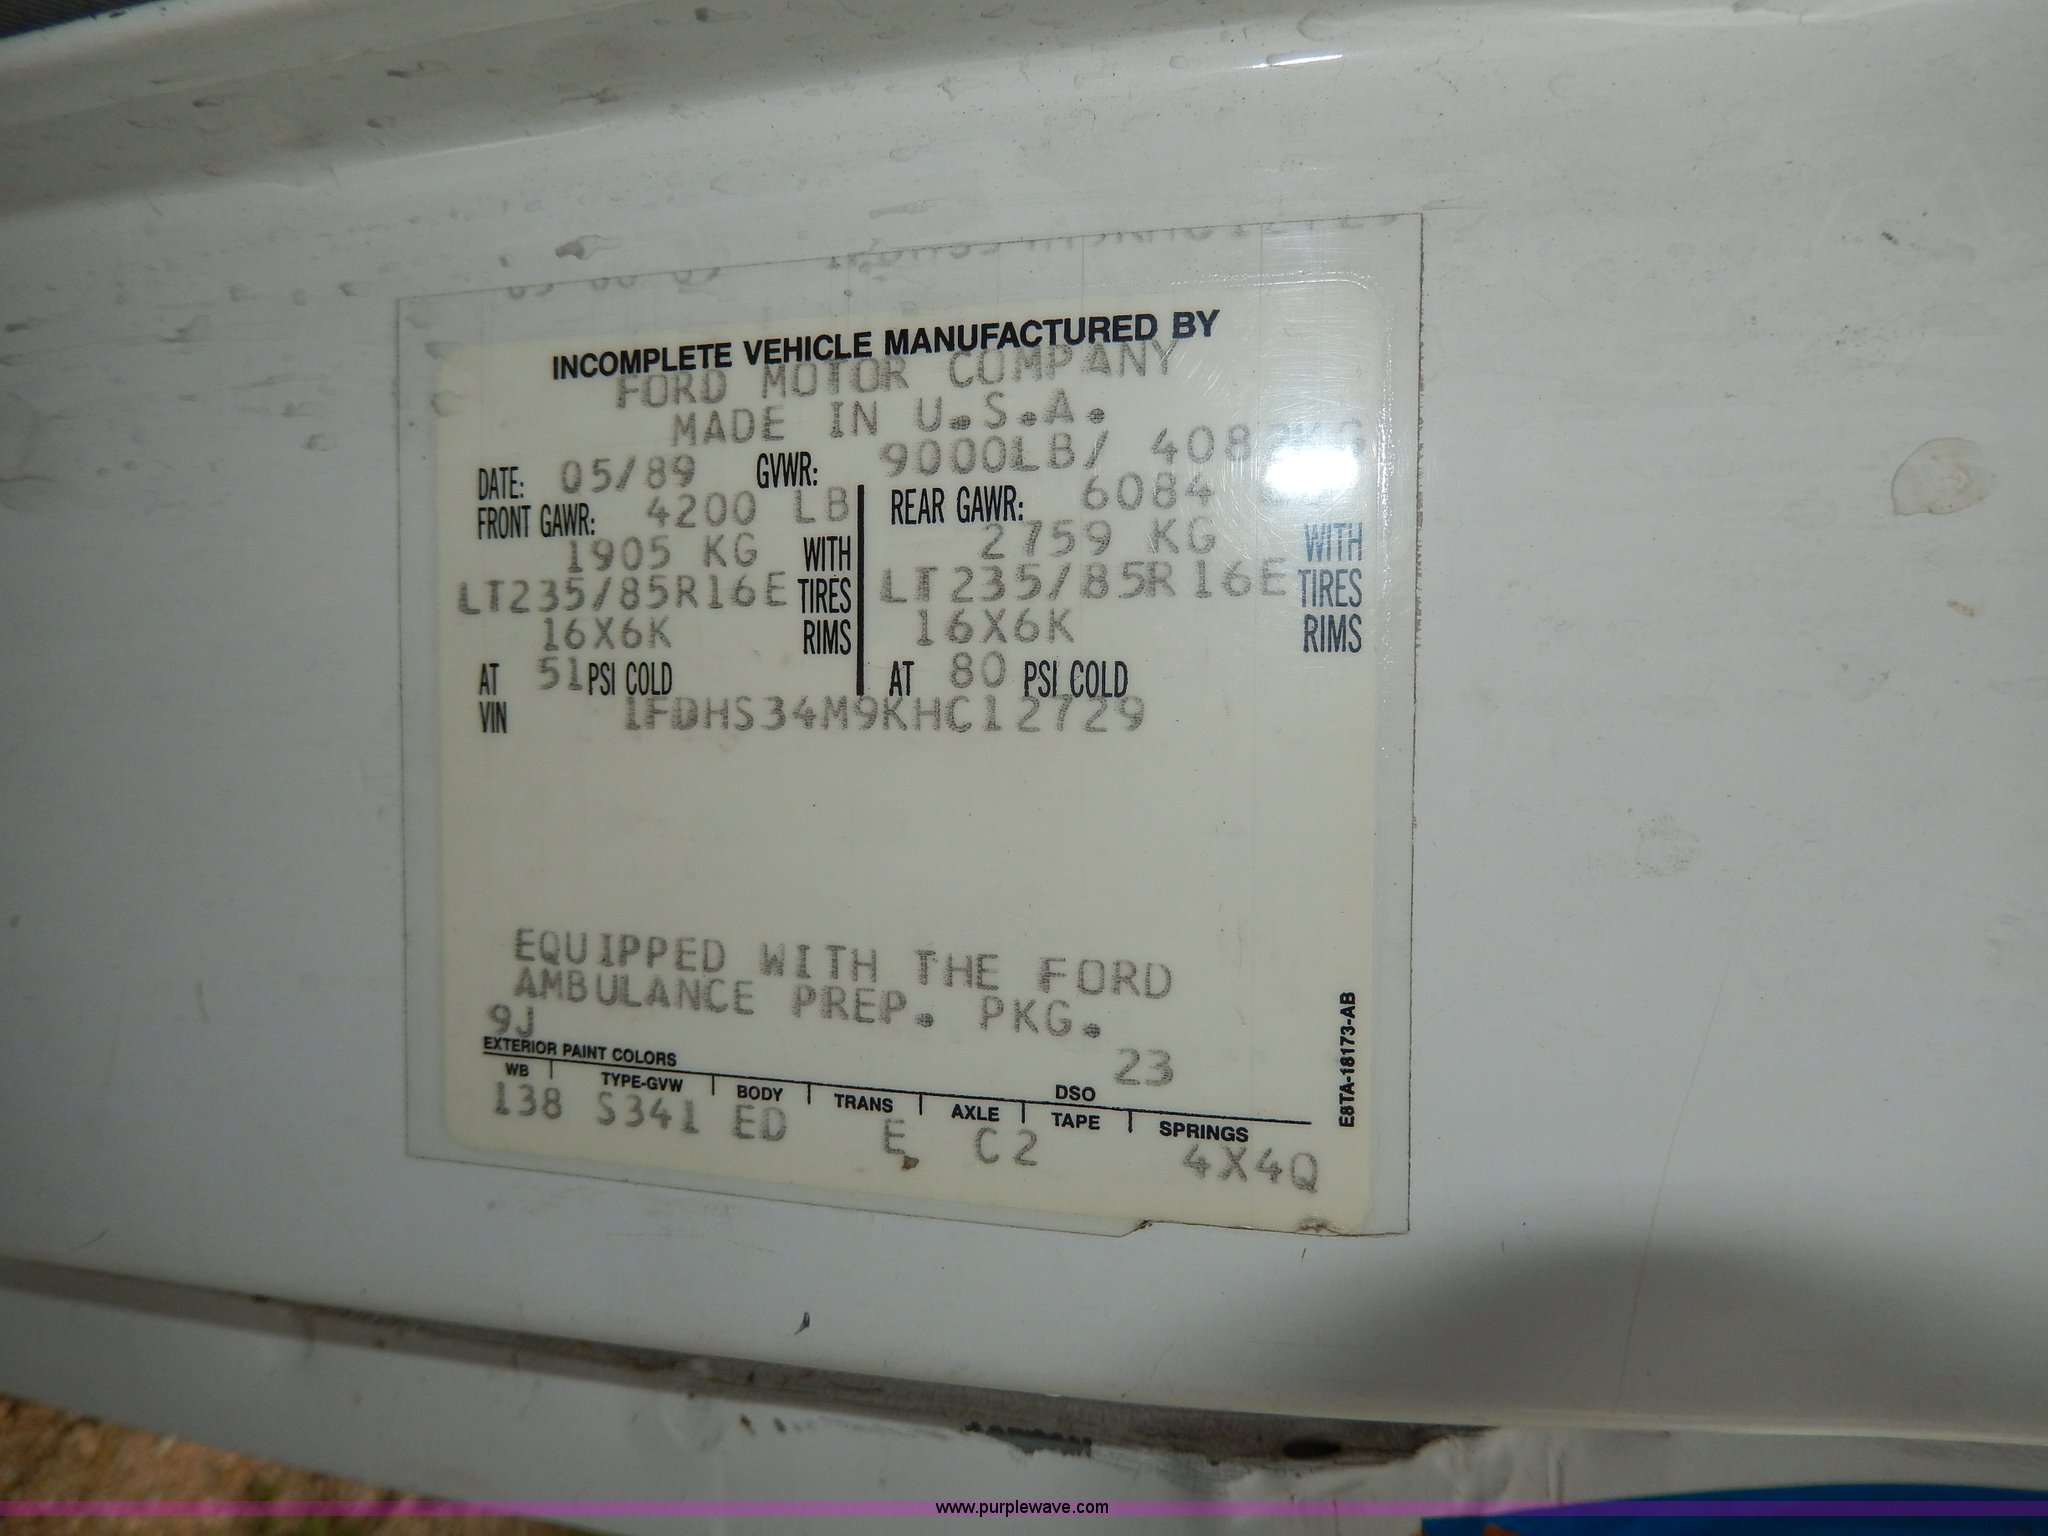 INCOMPLETE VEHICLE MANUFACTURED BY
FORD MOTOR COMPANY
MADE IN U.S.A.
DATE: 05/89 GVWR: 9000LB/ 4082KG
FRONT GAWR: 4200 LB REAR GAWR: 6084
1905 KG WITH 2759 KG WITH
LT235/85R16E TIRES LT235/85R16E TIRES
16X6K RIMS 16X6K RIMS
AT 51 PSI COLD AT 80 PSI COLD
VIN 1FDHS34M9KHC12729
EQUIPPED WITH THE FORD
AMBULANCE PREP. PKG.
9J
EXTERIOR PAINT COLORS DSO 23
WB TYPE-GVW BODY TRANS AXLE TAPE SPRINGS
138 S341 ED E C2 4X4Q
E8TA-18173-AB
www.purplewave.com